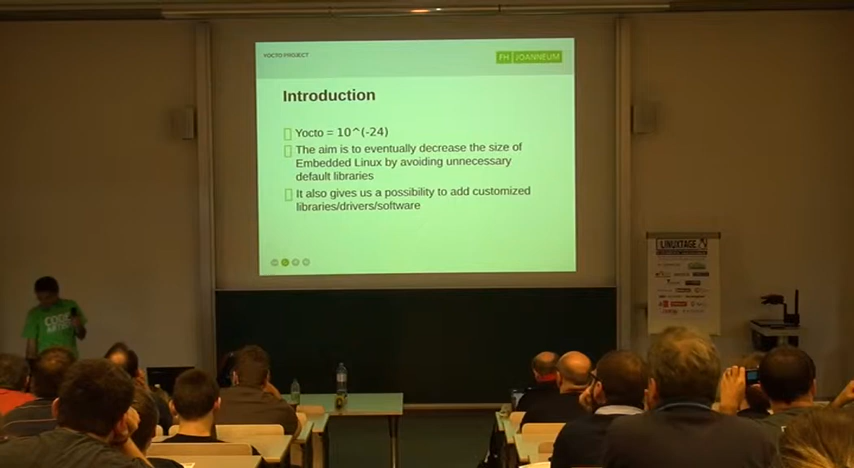 YOCTO PROJECT
FH JOANNEUM
Introduction
Yocto = 10^(-24)
The aim is to eventually decrease the size of
Embedded Linux by avoiding unnecessary
default libraries
It also gives us a possibility to add customized
libraries/drivers/software
LINUXTAGE